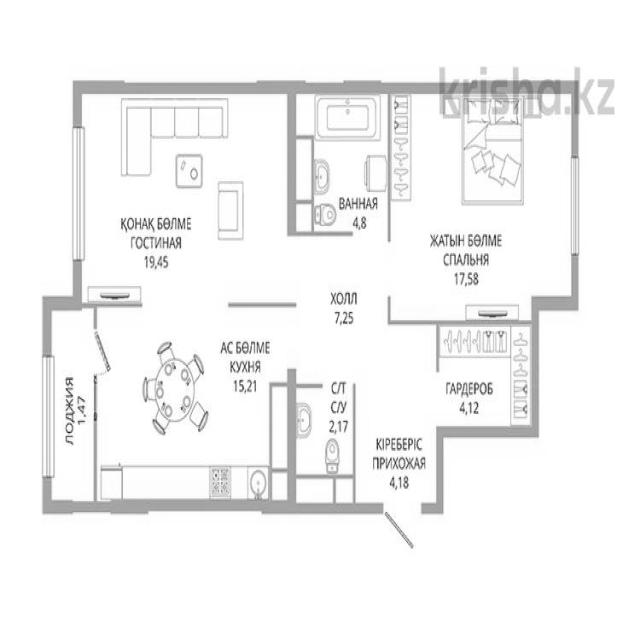 krisha.kz
ҚОНАҚ БӨЛМЕ
ГОСТИНАЯ
19,45
ВАННАЯ
4,8
ЖАТЫН БӨЛМЕ
СПАЛЬНЯ
17,58
ХОЛЛ
7,25
АС БӨЛМЕ
КУХНЯ
15,21
ЛОДЖИЯ
1,47
С/Т
С/У
2,17
ГАРДЕРОБ
4,12
КІРЕБЕРІС
ПРИХОЖАЯ
4,18